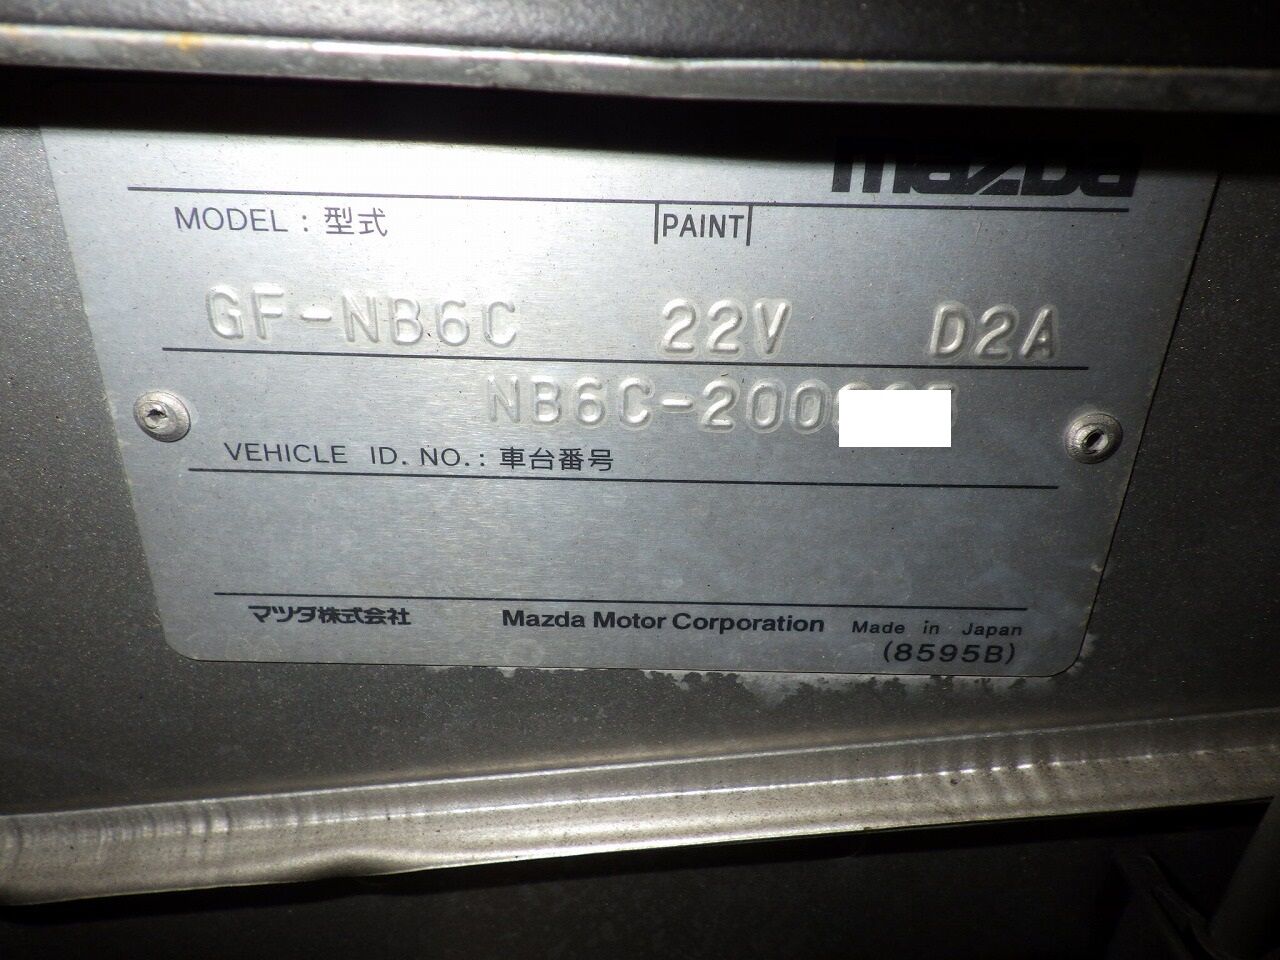 mazda
MODEL : 型式 PAINT
GF-NB6C 22V D2A
NB6C-200
VEHICLE ID. NO.: 車台番号
マツダ株式会社 Mazda Motor Corporation Made in Japan
(8595B)